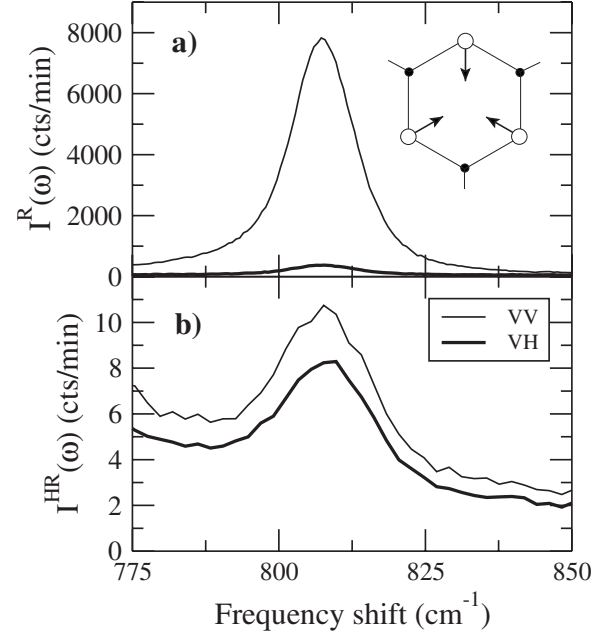 a)
8000
6000
4000
2000
0
I^R(ω) (cts/min)
b)
VV
VH
10
8
6
4
2
0
I^HR(ω) (cts/min)
775
800
825
850
Frequency shift (cm^-1)